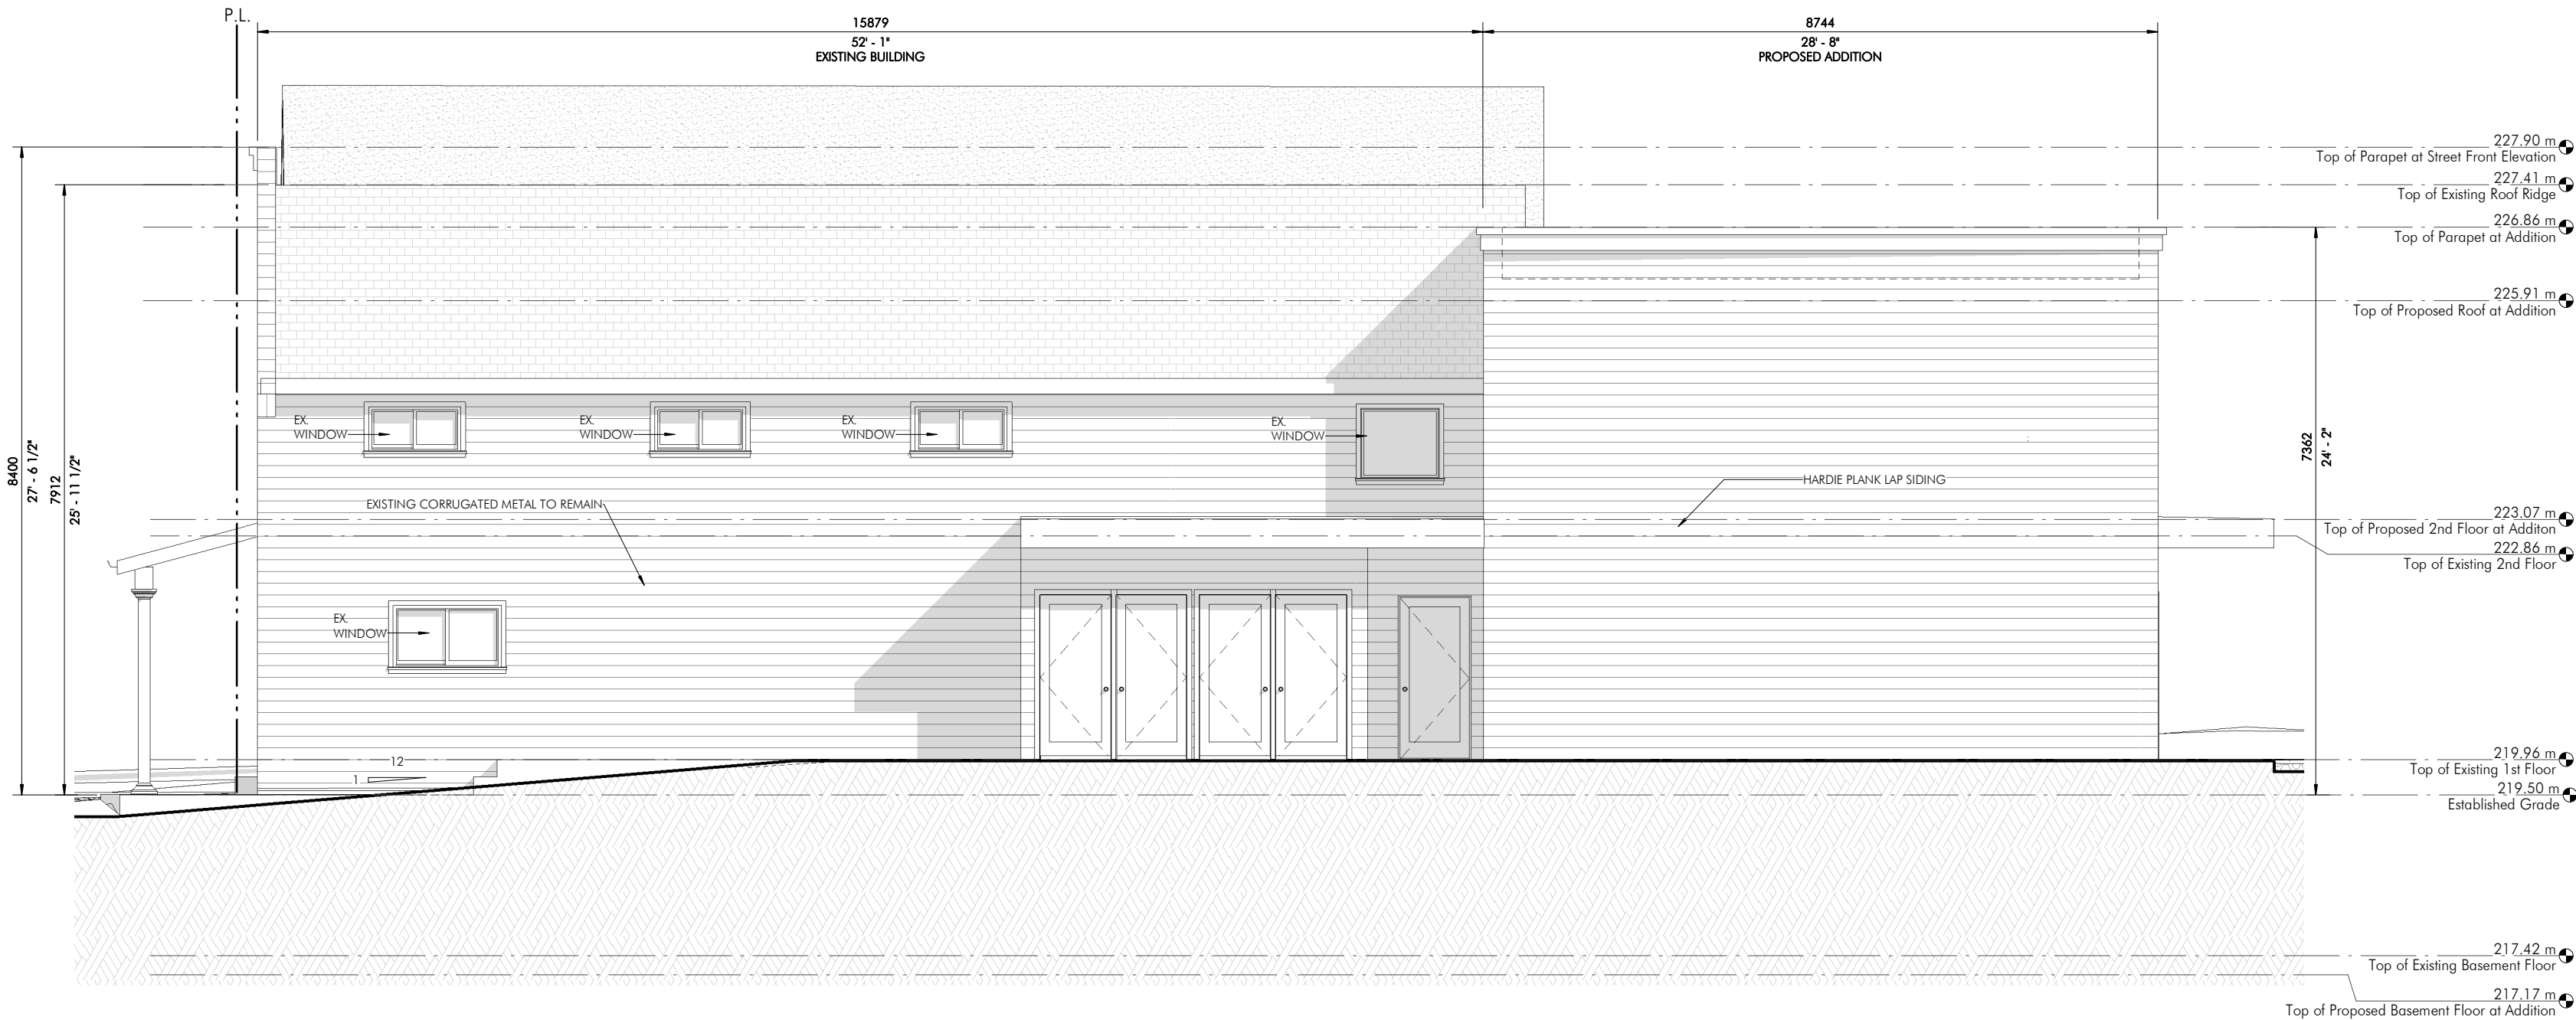 P.L.
15879
52' - 1"
EXISTING BUILDING
8744
28' - 8"
PROPOSED ADDITION
227.90 m
Top of Parapet at Street Front Elevation
227.41 m
Top of Existing Roof Ridge
226.86 m
Top of Parapet at Addition
225.91 m
Top of Proposed Roof at Addition
EX.
WINDOW
EX.
WINDOW
EX.
WINDOW
EX.
WINDOW
8400
27' - 6 1/2"
7912
25' - 11 1/2"
7362
24' - 2"
HARDIE PLANK LAP SIDING
EXISTING CORRUGATED METAL TO REMAIN
223.07 m
Top of Proposed 2nd Floor at Additon
222.86 m
Top of Existing 2nd Floor
EX.
WINDOW
12
1
219.96 m
Top of Existing 1st Floor
219.50 m
Established Grade
217.42 m
Top of Existing Basement Floor
217.17 m
Top of Proposed Basement Floor at Addition